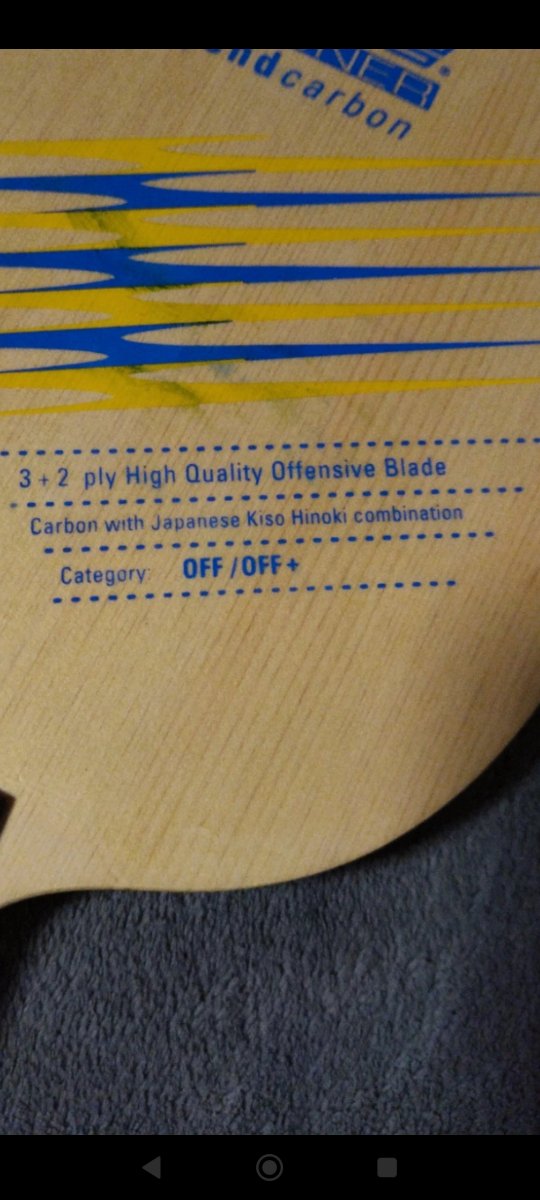 carbon
3 + 2 ply High Quality Offensive Blade
Carbon with Japanese Kiso Hinoki combination
Category: OFF / OFF +